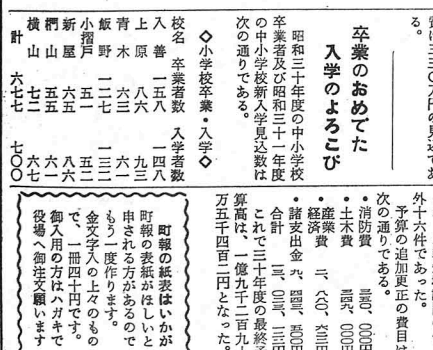 る。
卒業のおめでた
入学のよろこび
昭和三十年度の中小学校
卒業者及び昭和三十一年度
の中小学校新入学見込数は
次の通りである。
◇小学校卒業・入学◇
校名 卒業者数 入学者数
入善 一五八 一四八
上原 八六 九三
青木 六三 六一
飯野 一二七 一三二
小摺戸 五一 五二
新屋 六五 八六
椚山 五五 六一
横山 七二 六七
計 六七七 七〇〇
外十六件であった。
予算の追加更正の費目は
次の通りである。
・消防費
・土木費
・産業経済費
・諸支出金
合計
これで三十年度の最終
算高は、一億九千二百九
万五千四百二円となった。
町報の紙表はいかが
町報の表紙がほしいと
申される方があるので
もう一度作ります。
金文字入の上々のもの
で、一冊四十円です。
御入用の方はハガキで
役場へ御注文願います